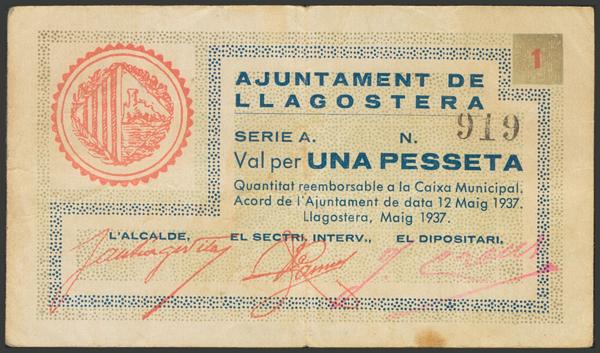 1
AJUNTAMENT DE
LLAGOSTERA
SERIE A. N. 919
Val per UNA PESSETA
Quantitat reemborsable a la Caixa Municipal.
Acord de l'Ajuntament de data 12 Maig 1937.
Llagostera, Maig 1937.
L'ALCALDE, EL SECTRI. INTERV., EL DIPOSITARI,